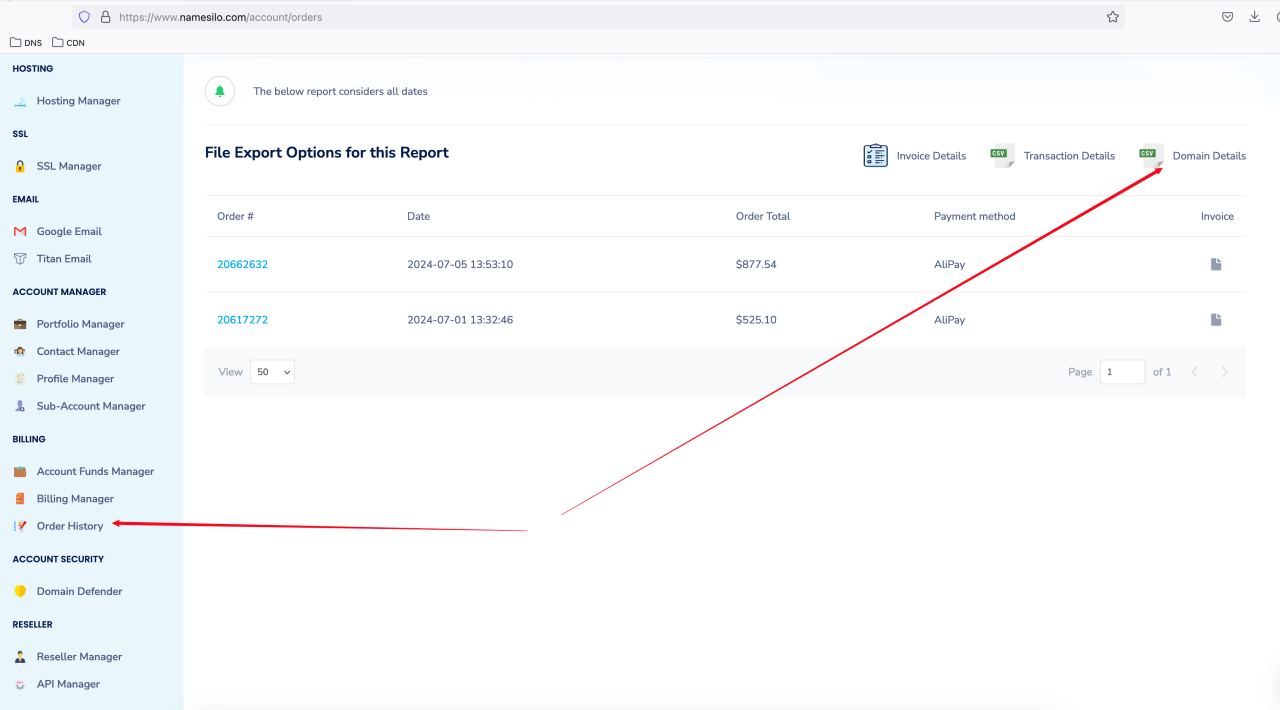 https://www.namesilo.com/account/orders
DNS
CDN
HOSTING
Hosting Manager
SSL
SSL Manager
EMAIL
Google Email
Titan Email
ACCOUNT MANAGER
Portfolio Manager
Contact Manager
Profile Manager
Sub-Account Manager
BILLING
Account Funds Manager
Billing Manager
Order History
ACCOUNT SECURITY
Domain Defender
RESELLER
Reseller Manager
API Manager
The below report considers all dates
File Export Options for this Report
Invoice Details
CSV Transaction Details
CSV Domain Details
Order # Date Order Total Payment method Invoice
20662632 2024-07-05 13:53:10 $877.54 AliPay
20617272 2024-07-01 13:32:46 $525.10 AliPay
View 50 Page 1 of 1